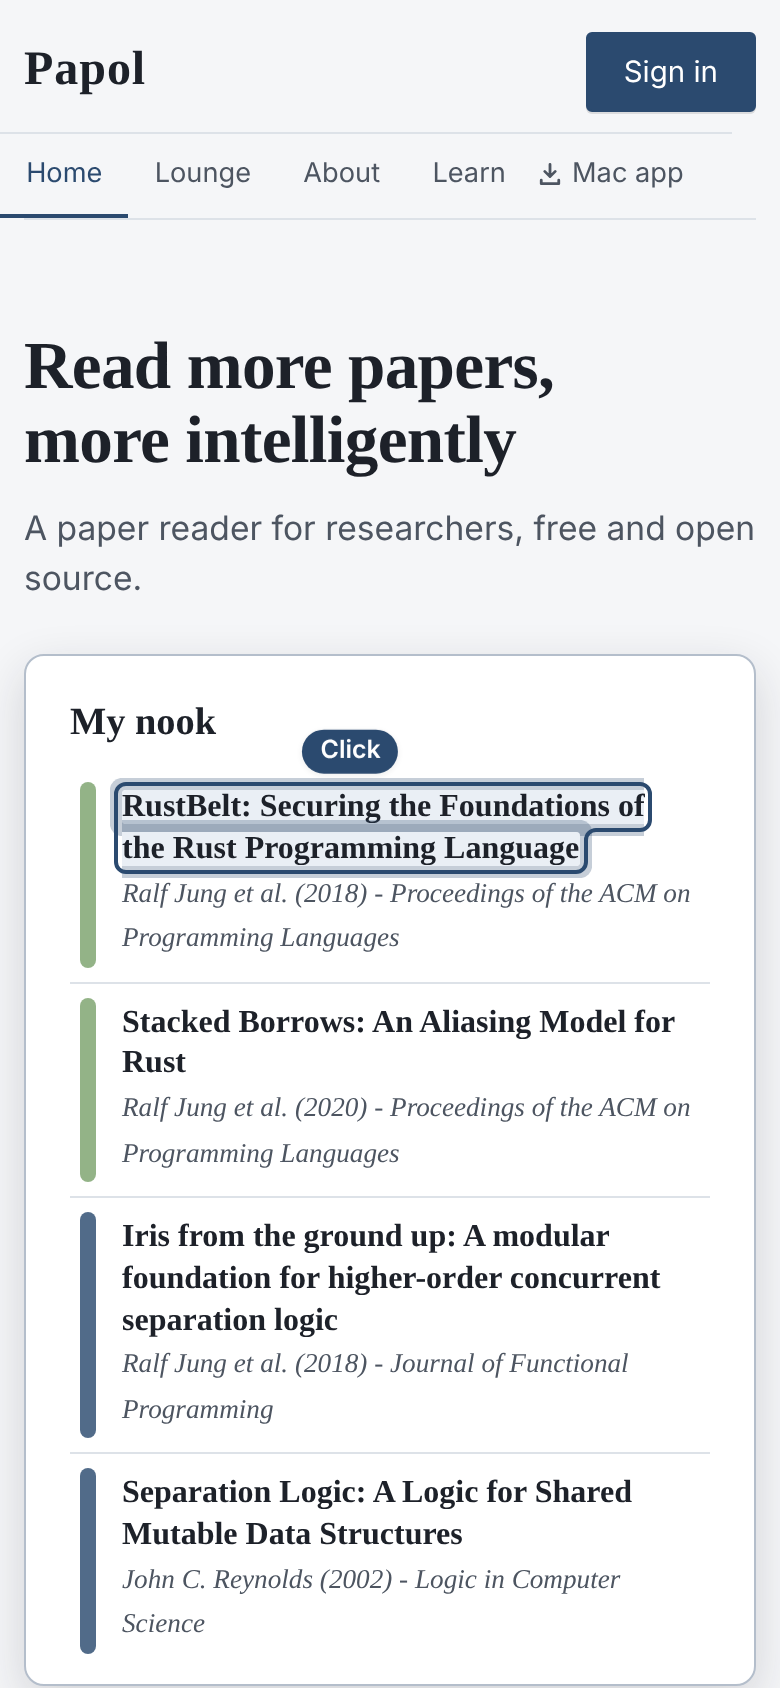 Papol
Sign in
Home
Lounge
About
Learn
Mac app
Read more papers,
more intelligently
A paper reader for researchers, free and open
source.
My nook
Click
RustBelt: Securing the Foundations of
the Rust Programming Language
Ralf Jung et al. (2018) - Proceedings of the ACM on
Programming Languages
Stacked Borrows: An Aliasing Model for
Rust
Ralf Jung et al. (2020) - Proceedings of the ACM on
Programming Languages
Iris from the ground up: A modular
foundation for higher-order concurrent
separation logic
Ralf Jung et al. (2018) - Journal of Functional
Programming
Separation Logic: A Logic for Shared
Mutable Data Structures
John C. Reynolds (2002) - Logic in Computer
Science